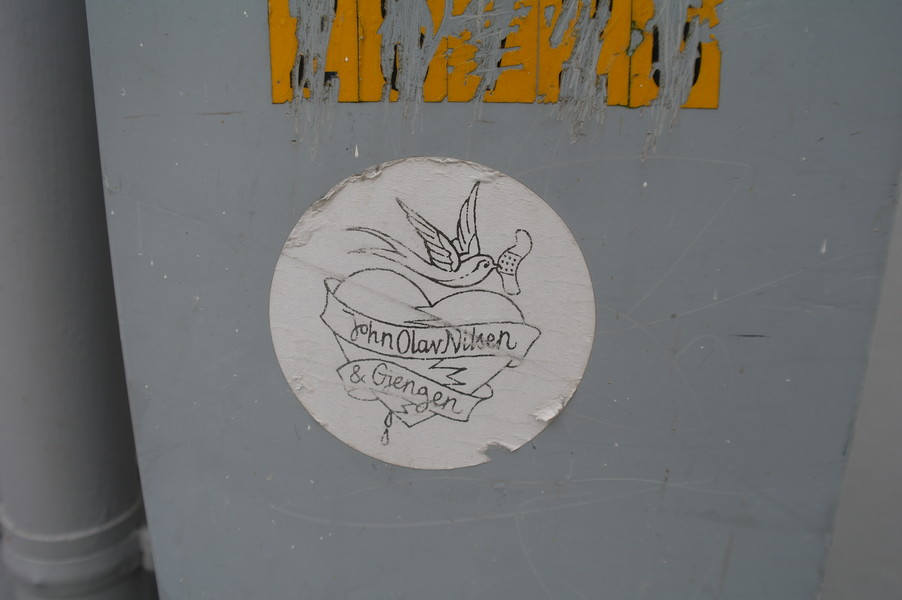 John Olav Nilsen
& Gjengen